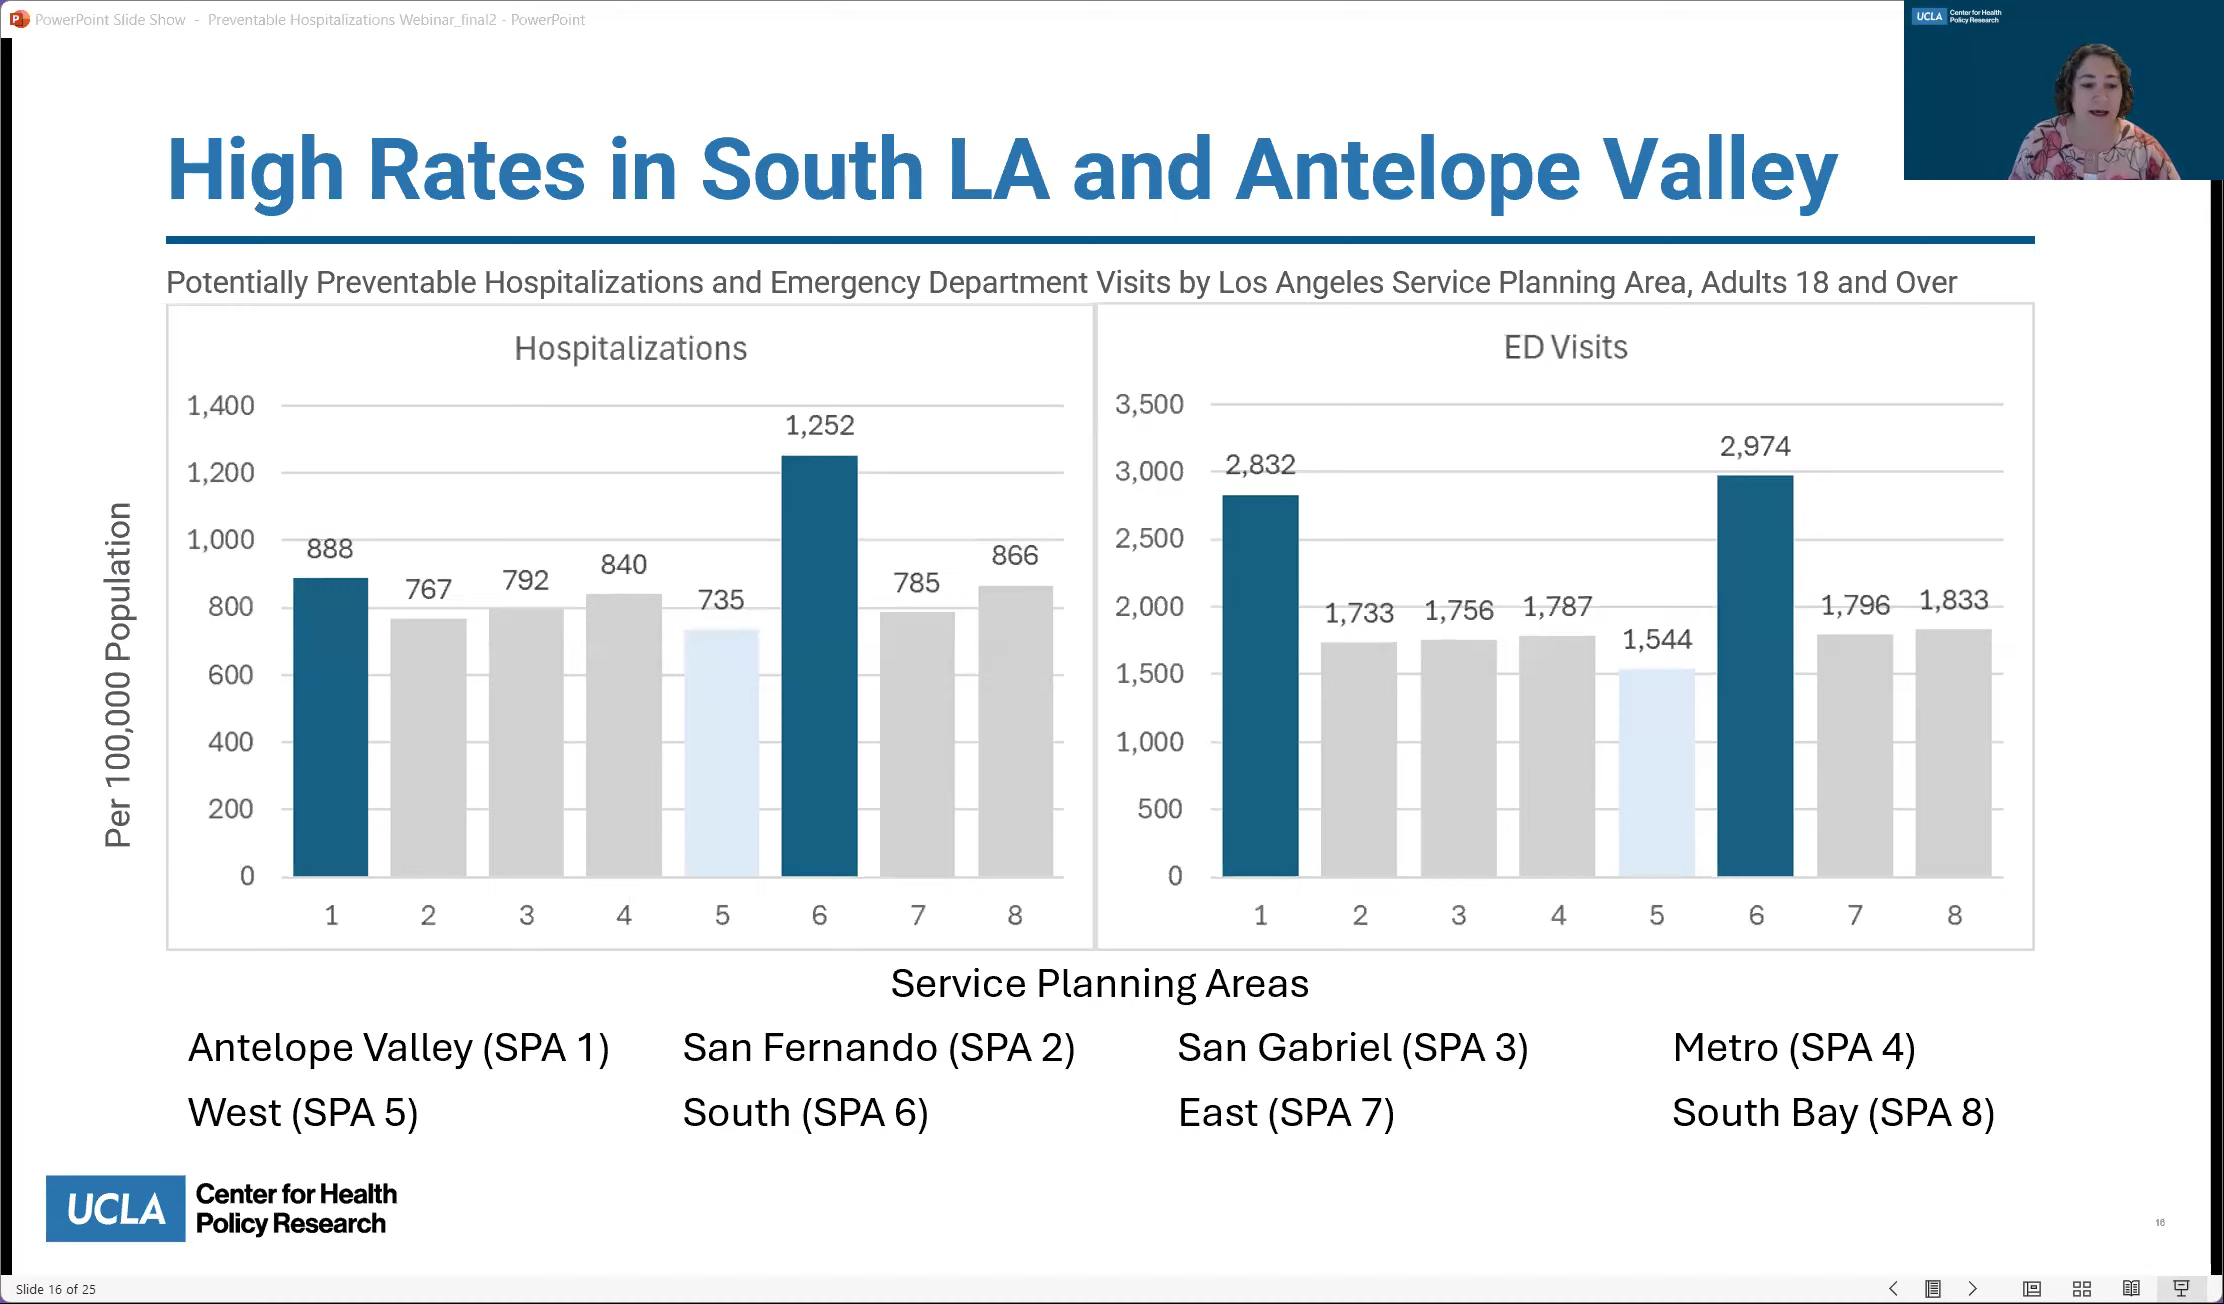 PowerPoint Slide Show - Preventable Hospitalizations Webinar_final2 - PowerPoint
UCLA Center for Health
Policy Research
High Rates in South LA and Antelope Valley
Potentially Preventable Hospitalizations and Emergency Department Visits by Los Angeles Service Planning Area, Adults 18 and Over
Per 100,000 Population
Hospitalizations
1,400
1,200
1,000
800
600
400
200
0
888
767
792
840
735
1,252
785
866
1 2 3 4 5 6 7 8
ED Visits
3,500
3,000
2,500
2,000
1,500
1,000
500
0
2,832
1,733
1,756
1,787
1,544
2,974
1,796
1,833
1 2 3 4 5 6 7 8
Service Planning Areas
Antelope Valley (SPA 1) San Fernando (SPA 2) San Gabriel (SPA 3) Metro (SPA 4)
West (SPA 5) South (SPA 6) East (SPA 7) South Bay (SPA 8)
UCLA Center for Health
Policy Research
16
Slide 16 of 25